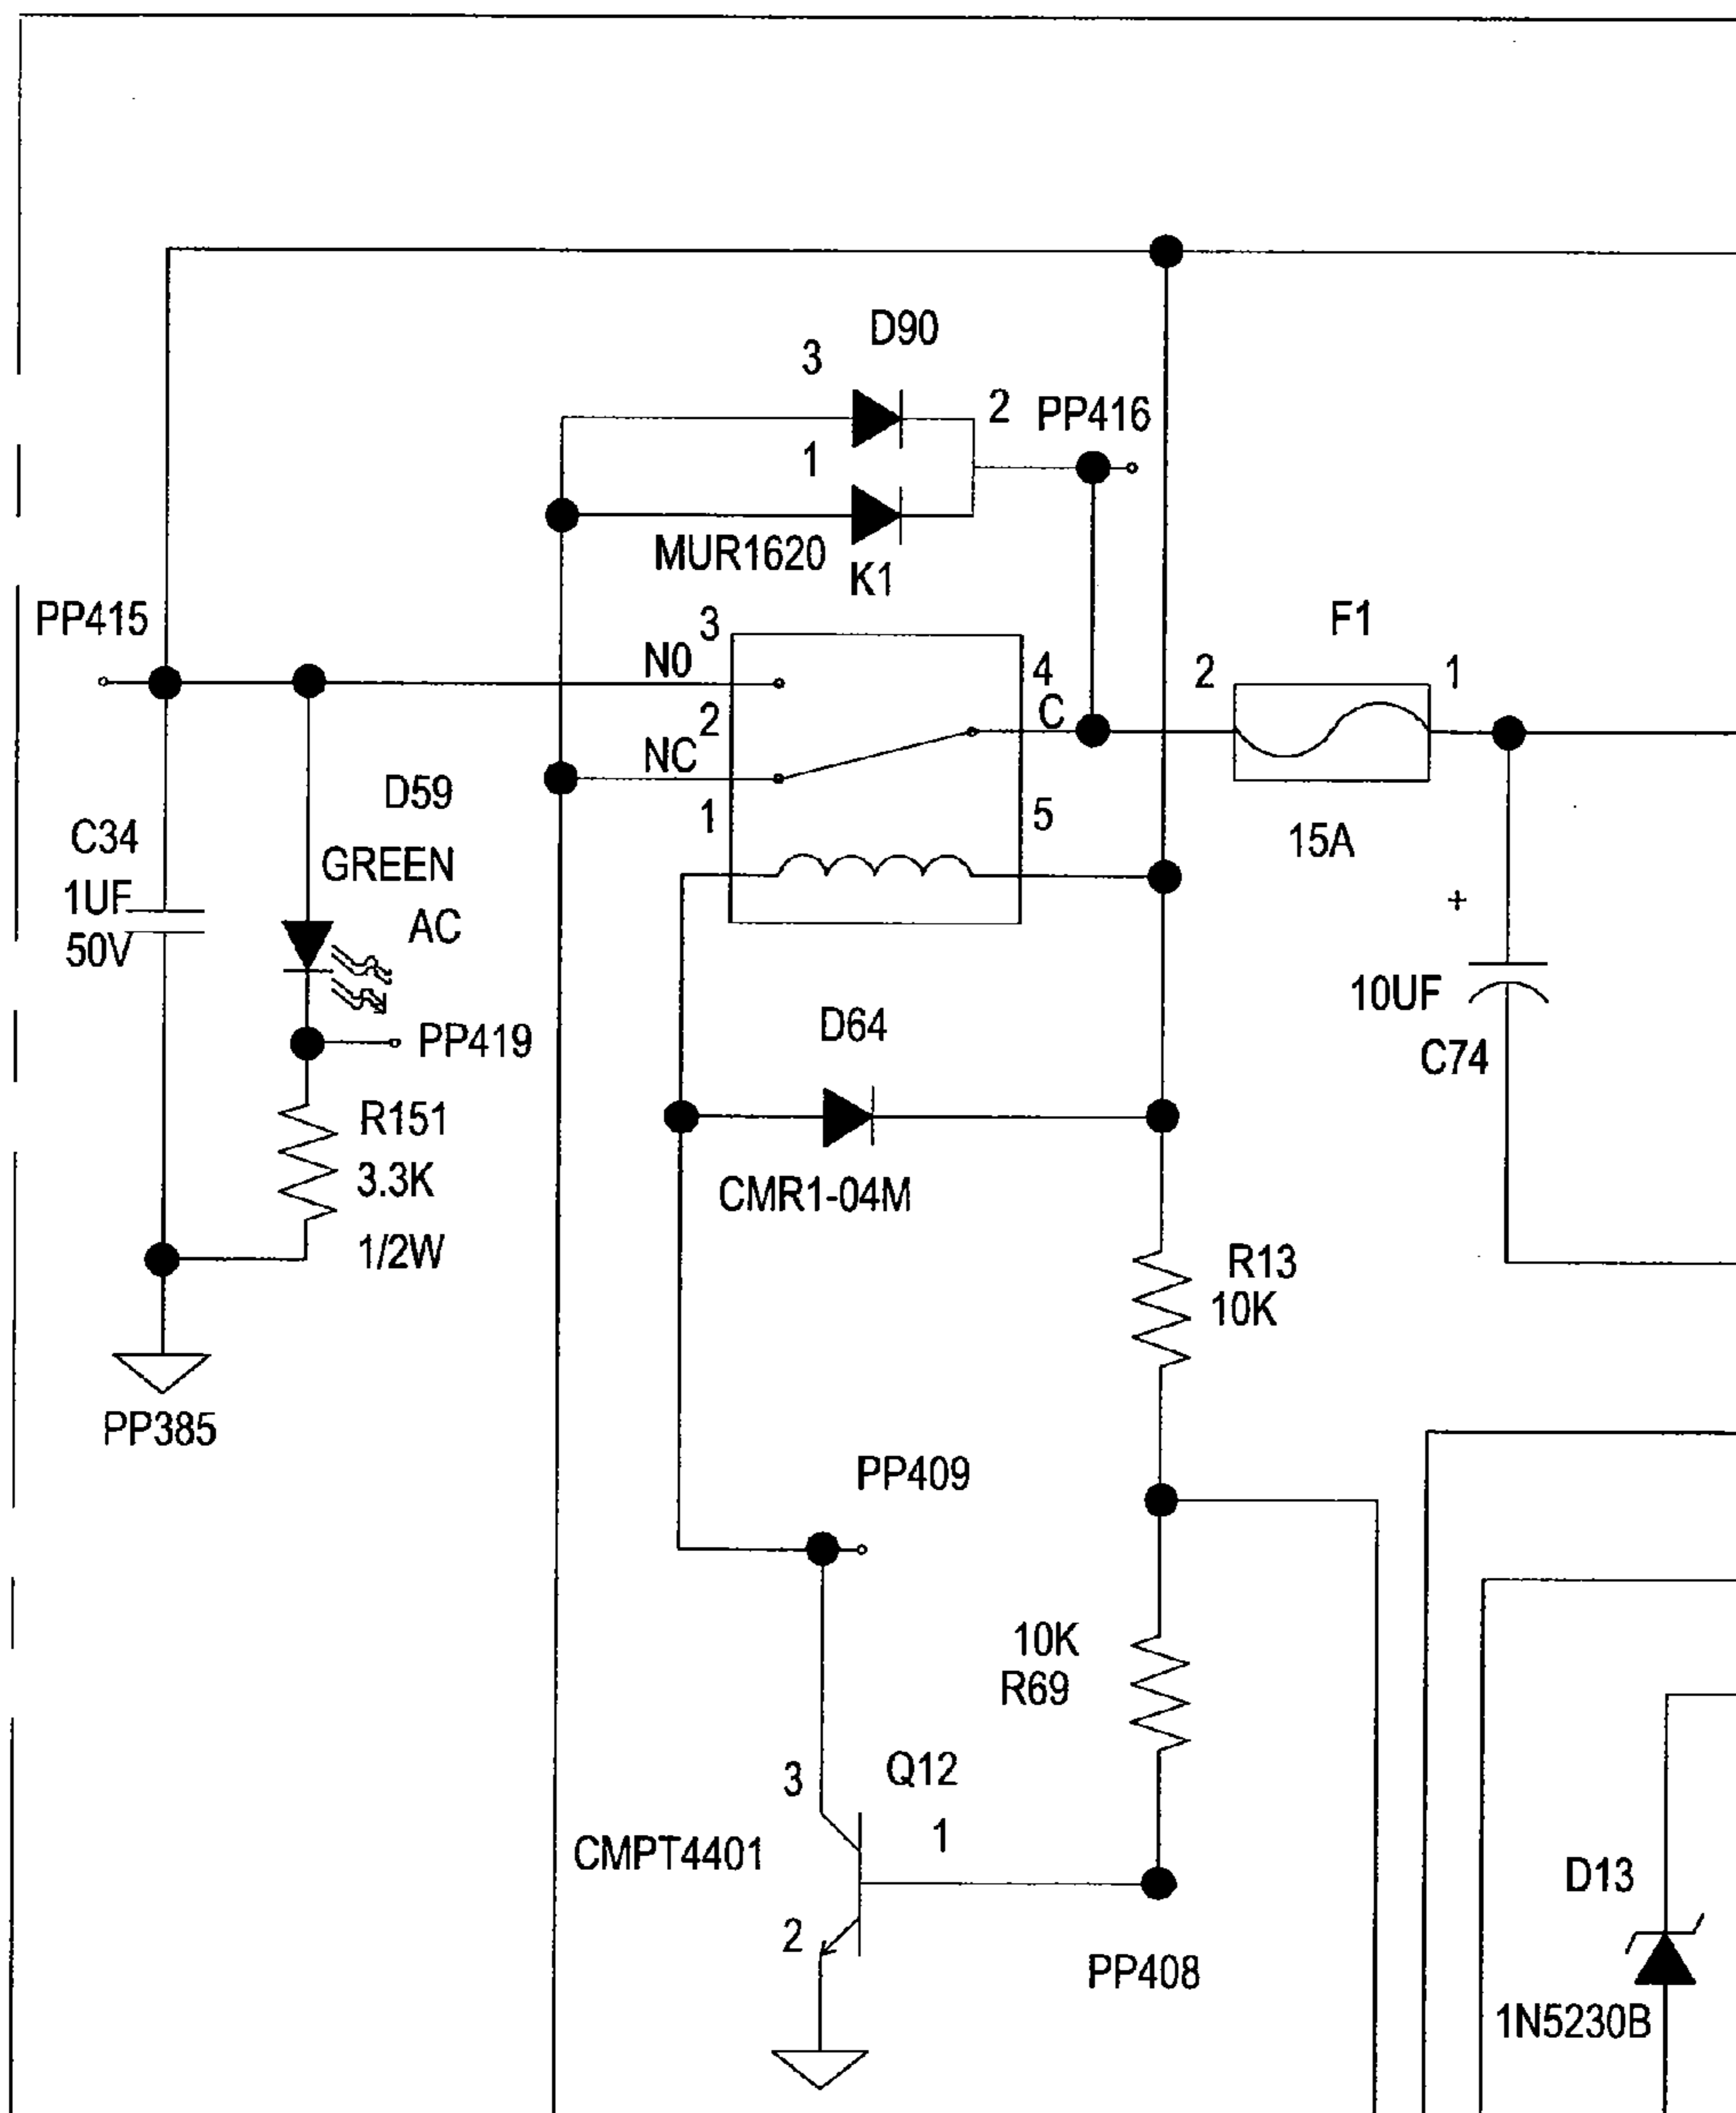 D90
3
2
PP416
1
MUR1620
K1
PP415
F1
3
N0
4
2
1
2
C
NC
D59
1
5
C34
15A
GREEN
1UF
AC
+
50V
10UF
D64
PP419
C74
R151
3.3K
CMR1-04M
1/2W
R13
10K
PP385
PP409
10K
R69
Q12
3
1
CMPT4401
D13
2
PP408
1N5230B